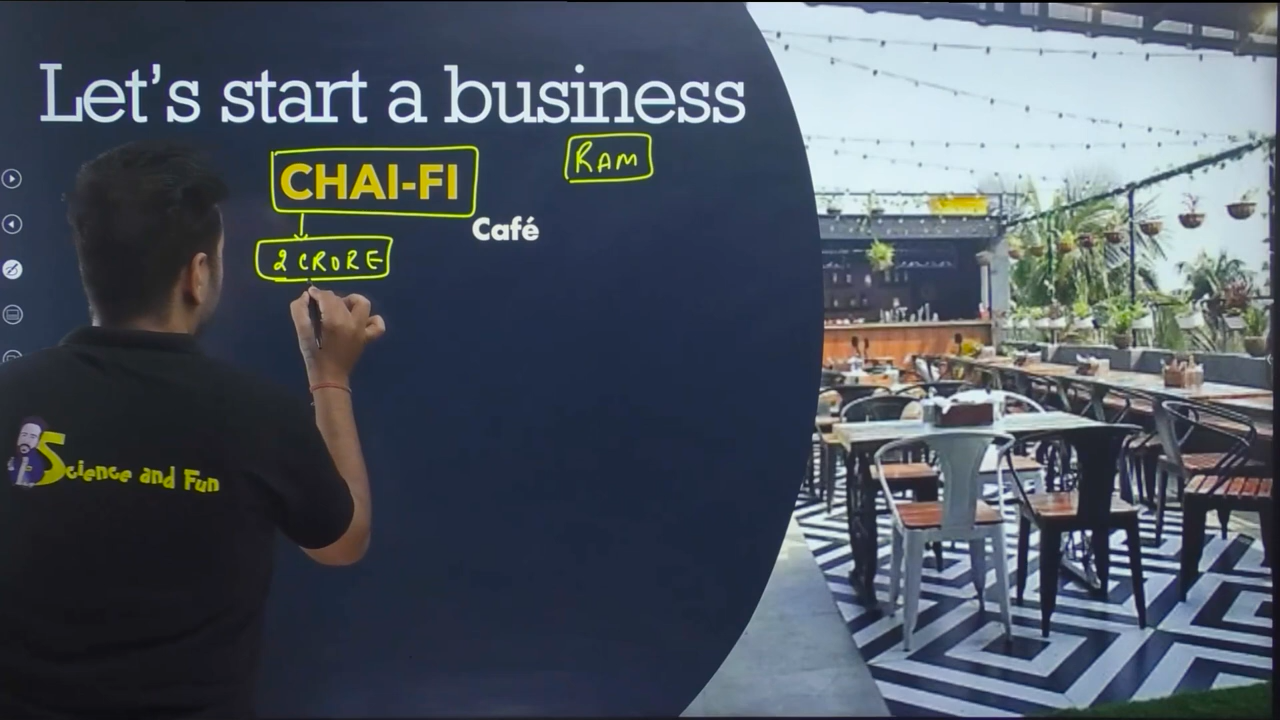 Let's start a business
CHAI-FI
RAM
Café
2 CRORE
Science and Fun